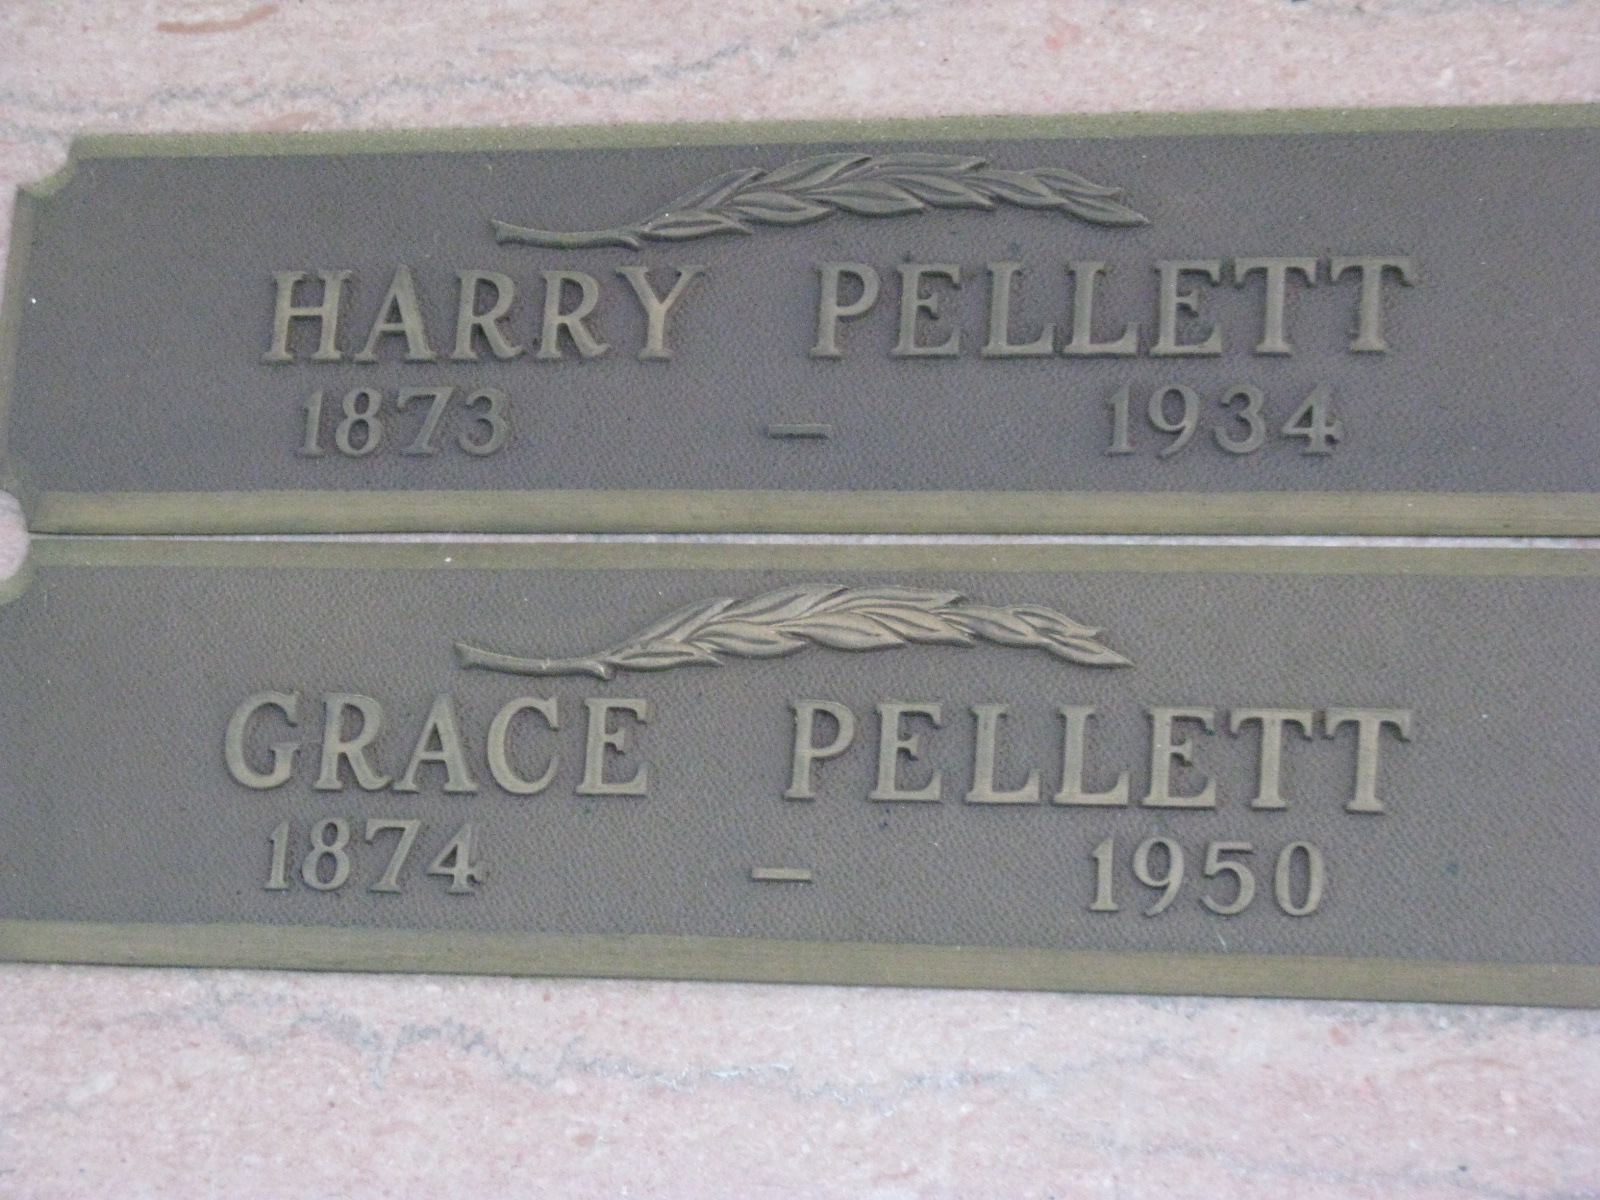 HARRY PELLETT
1873 – 1934
GRACE PELLETT
1874 – 1950